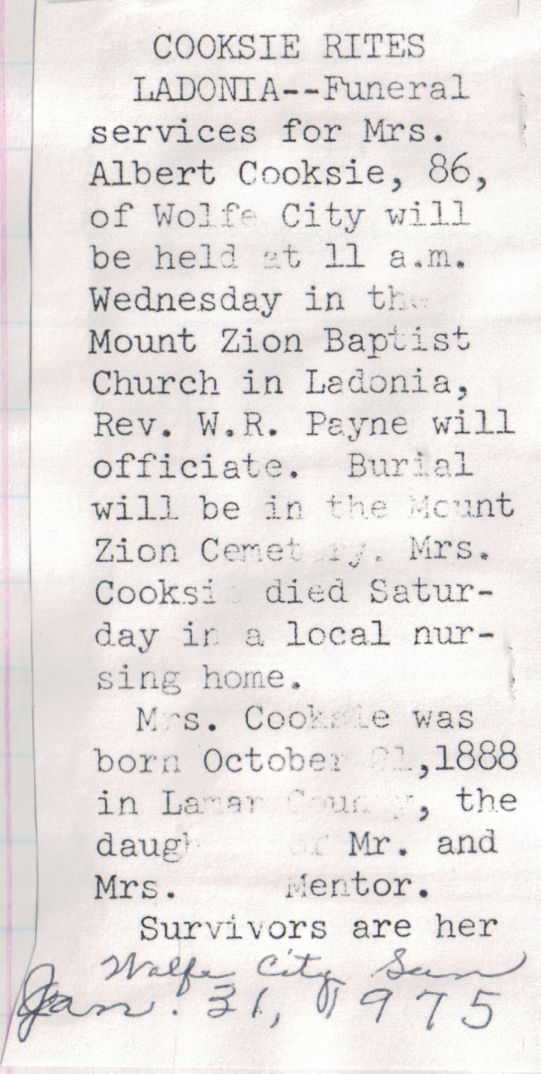 COOKSIE RITES
LADONIA--Funeral
services for Mrs.
Albert Cooksie, 86,
of Wolfe City will
be held at 11 a.m.
Wednesday in the
Mount Zion Baptist
Church in Ladonia,
Rev. W.R. Payne will
officiate. Burial
will be in the Mount
Zion Cemetery. Mrs.
Cooksie died Satur-
day in a local nur-
sing home.
Mrs. Cooksie was
born October 21,1888
in Lamar County, the
daughter of Mr. and
Mrs. Mentor.
Survivors are her
Wolfe City Sun
Jan. 31, 1975